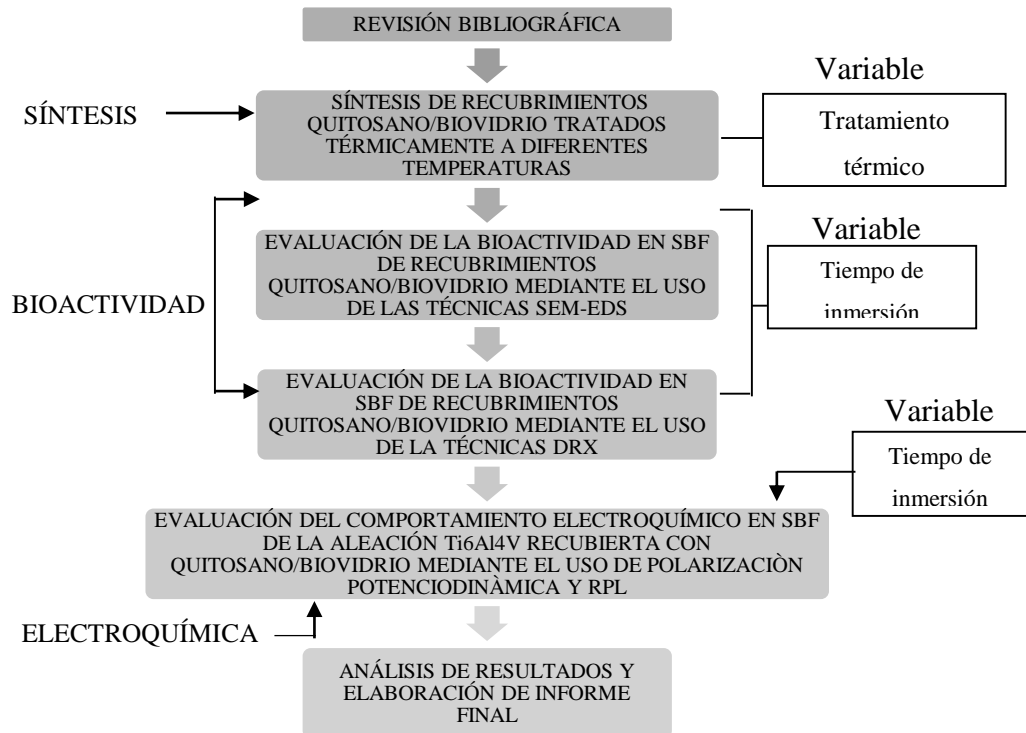 REVISIÓN BIBLIOGRÁFICA
Variable
SÍNTESIS
SÍNTESIS DE RECUBRIMIENTOS
QUITOSANO/BIOVIDRIO TRATADOS
TÉRMICAMENTE A DIFERENTES
TEMPERATURAS
Tratamiento
térmico
Variable
EVALUACIÓN DE LA BIOACTIVIDAD EN SBF
DE RECUBRIMIENTOS
QUITOSANO/BIOVIDRIO MEDIANTE EL USO
DE LAS TÉCNICAS SEM-EDS
Tiempo de
inmersión
BIOACTIVIDAD
EVALUACIÓN DE LA BIOACTIVIDAD EN
SBF DE RECUBRIMIENTOS
QUITOSANO/BIOVIDRIO MEDIANTE EL USO
DE LA TÉCNICAS DRX
Variable
Tiempo de
inmersión
EVALUACIÓN DEL COMPORTAMIENTO ELECTROQUÍMICO EN SBF
DE LA ALEACIÓN Ti6Al4V RECUBIERTA CON
QUITOSANO/BIOVIDRIO MEDIANTE EL USO DE POLARIZACIÒN
POTENCIODINÀMICA Y RPL
ELECTROQUÍMICA
ANÁLISIS DE RESULTADOS Y
ELABORACIÓN DE INFORME
FINAL